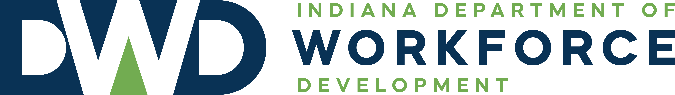 DWD
INDIANA DEPARTMENT OF
WORKFORCE
DEVELOPMENT